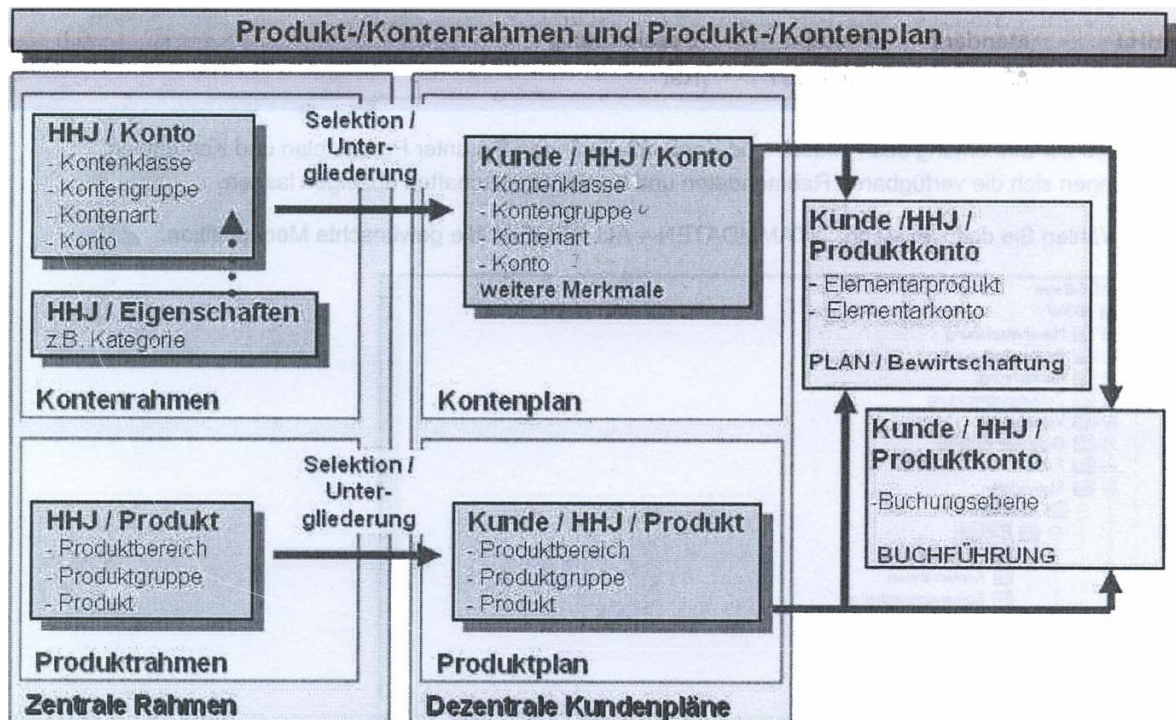 Produkt-/Kontenrahmen und Produkt-/Kontenplan
HHJ / Konto
- Kontenklasse
- Kontengruppe
- Kontenart
- Konto
HHJ / Eigenschaften
z.B. Kategorie
Kontenrahmen
Selektion /
Unter-
gliederung
Kunde / HHJ / Konto
- Kontenklasse
- Kontengruppe
- Kontenart
- Konto
weitere Merkmale
Kontenplan
Kunde /HHJ /
Produktkonto
- Elementarprodukt
- Elementarkonto
PLAN / Bewirtschaftung
Kunde / HHJ /
Produktkonto
-Buchungsebene
BUCHFÜHRUNG
HHJ / Produkt
- Produktbereich
- Produktgruppe
- Produkt
Produktrahmen
Selektion /
Unter-
gliederung
Kunde / HHJ / Produkt
- Produktbereich
- Produktgruppe
- Produkt
Produktplan
Zentrale Rahmen
Dezentrale Kundenpläne